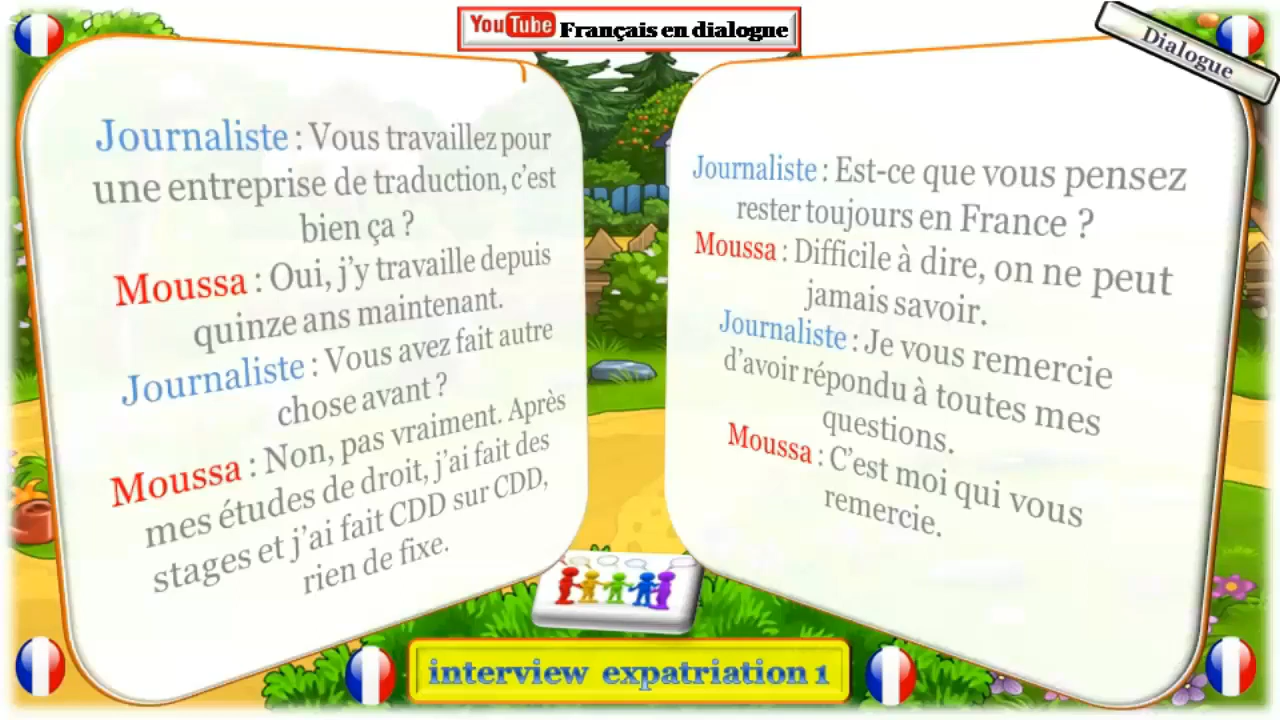 YouTube Français en dialogue
Dialogue
Journaliste : Vous travaillez pour
une entreprise de traduction, c’est
bien ça ?
Moussa : Oui, j’y travaille depuis
quinze ans maintenant.
Journaliste : Vous avez fait autre
chose avant ?
Moussa : Non, pas vraiment. Après
mes études de droit, j’ai fait des
stages et j’ai fait CDD sur CDD,
rien de fixe.
Journaliste : Est-ce que vous pensez
rester toujours en France ?
Moussa : Difficile à dire, on ne peut
jamais savoir.
Journaliste : Je vous remercie
d’avoir répondu à toutes mes
questions.
Moussa : C’est moi qui vous
remercie.
interview expatriation 1